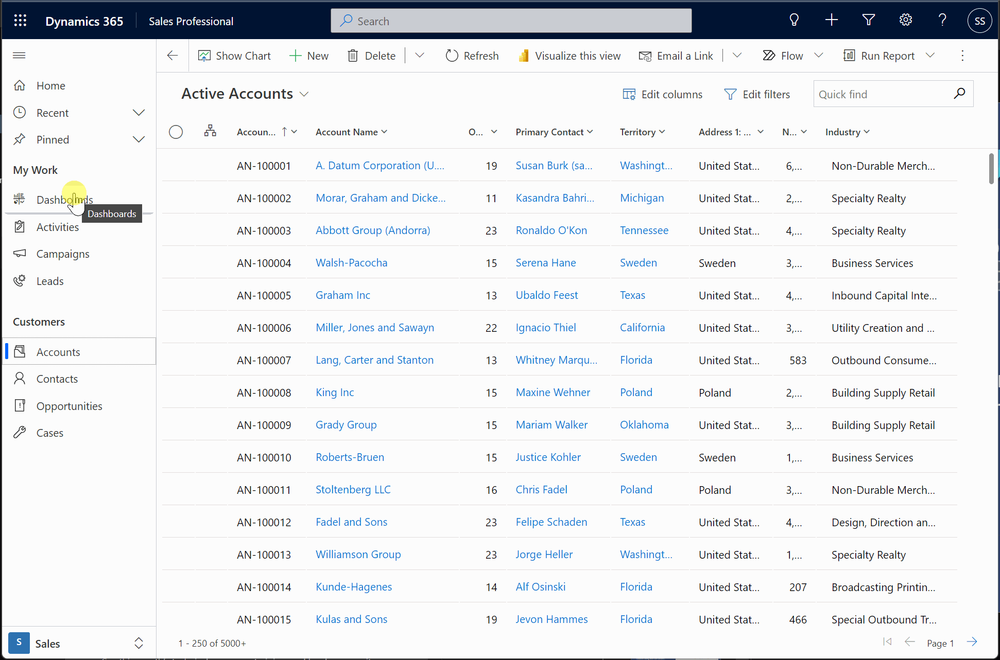 Dynamics 365 Sales Professional Search SS
Show Chart New Delete Refresh Visualize this view Email a Link Flow Run Report
Home
Recent
Pinned
My Work
Dashboards
Dashboards
Activities
Campaigns
Leads
Customers
Accounts
Contacts
Opportunities
Cases
S Sales
Active Accounts Edit columns Edit filters Quick find
Accoun... Account Name O... Primary Contact Territory Address 1: ... N... Industry
AN-100001 A. Datum Corporation (U.... 19 Susan Burk (sa... Washingt... United Stat... 6,... Non-Durable Merch...
AN-100002 Morar, Graham and Dicke... 11 Kasandra Bahri... Michigan United Stat... 2,... Specialty Realty
AN-100003 Abbott Group (Andorra) 23 Ronaldo O'Kon Tennessee United Stat... 4,... Specialty Realty
AN-100004 Walsh-Pacocha 15 Serena Hane Sweden Sweden 3,... Business Services
AN-100005 Graham Inc 13 Ubaldo Feest Texas United Stat... 4,... Inbound Capital Inte...
AN-100006 Miller, Jones and Sawayn 22 Ignacio Thiel California United Stat... 3,... Utility Creation and ...
AN-100007 Lang, Carter and Stanton 13 Whitney Marqu... Florida United Stat... 583 Outbound Consume...
AN-100008 King Inc 15 Maxine Wehner Poland Poland 2,... Building Supply Retail
AN-100009 Grady Group 15 Mariam Walker Oklahoma United Stat... 3,... Building Supply Retail
AN-100010 Roberts-Bruen 15 Justice Kohler Sweden Sweden 1,... Business Services
AN-100011 Stoltenberg LLC 16 Chris Fadel Poland Poland 3,... Non-Durable Merch...
AN-100012 Fadel and Sons 23 Felipe Schaden Texas United Stat... 4,... Design, Direction an...
AN-100013 Williamson Group 23 Jorge Heller Washingt... United Stat... 1,... Specialty Realty
AN-100014 Kunde-Hagenes 14 Alf Osinski Florida United Stat... 207 Broadcasting Printin...
AN-100015 Kulas and Sons 19 Jevon Hammes Florida United Stat... 466 Special Outbound Tr...
1 - 250 of 5000+ Page 1